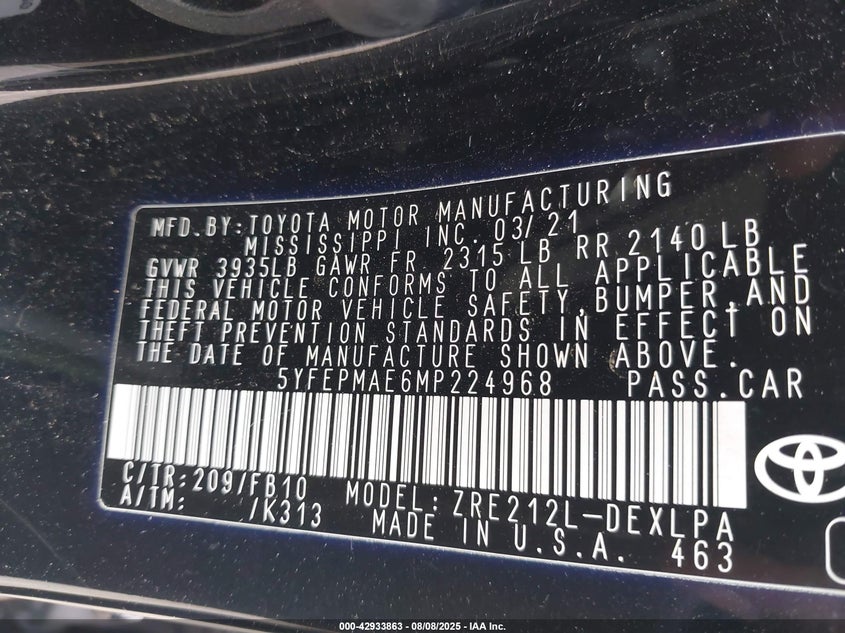 MFD.BY:TOYOTA MOTOR MANUFACTURING
MISSISSIPPI INC. 03/21
GVWR 3935LB GAWR FR 2315LB RR 2140LB
THIS VEHICLE CONFORMS TO ALL APPLICABLE
FEDERAL MOTOR VEHICLE SAFETY,BUMPER,AND
THEFT PREVENTION STANDARDS IN EFFECT ON
THE DATE OF MANUFACTURE SHOWN ABOVE.
5YFEPMAE6MP224968 PASS.CAR
C/TR:209/FB10 MODEL:ZRE212L-DEXLPA
A/TM: /K313 MADE IN U.S.A. 463
000-42933863 - 08/08/2025 - IAA Inc.